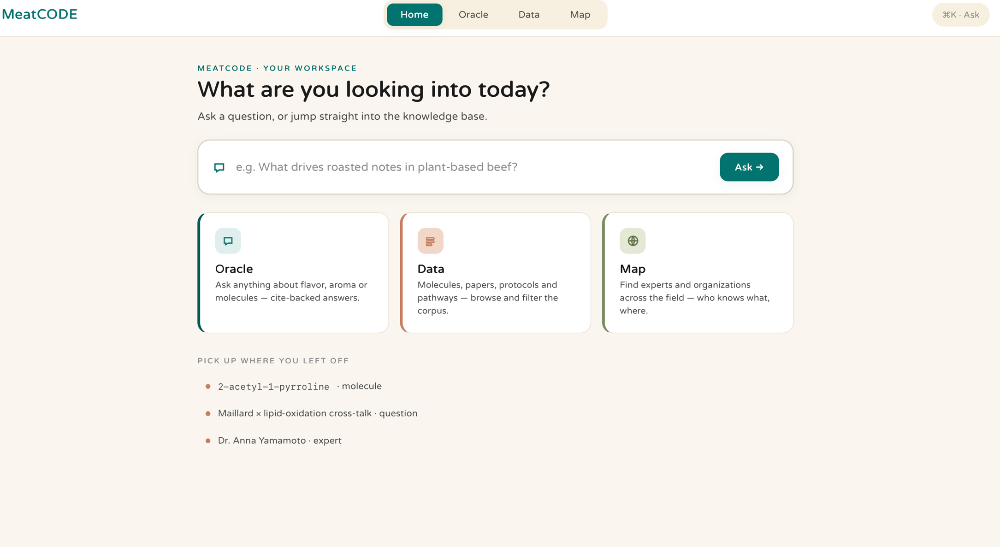 MeatCODE
Home
Oracle
Data
Map
⌘K · Ask
MEATCODE · YOUR WORKSPACE
What are you looking into today?
Ask a question, or jump straight into the knowledge base.
e.g. What drives roasted notes in plant-based beef?
Ask →
Oracle
Ask anything about flavor, aroma or
molecules — cite-backed answers.
Data
Molecules, papers, protocols and
pathways — browse and filter the
corpus.
Map
Find experts and organizations
across the field — who knows what,
where.
PICK UP WHERE YOU LEFT OFF
2-acetyl-1-pyrroline · molecule
Maillard × lipid-oxidation cross-talk · question
Dr. Anna Yamamoto · expert